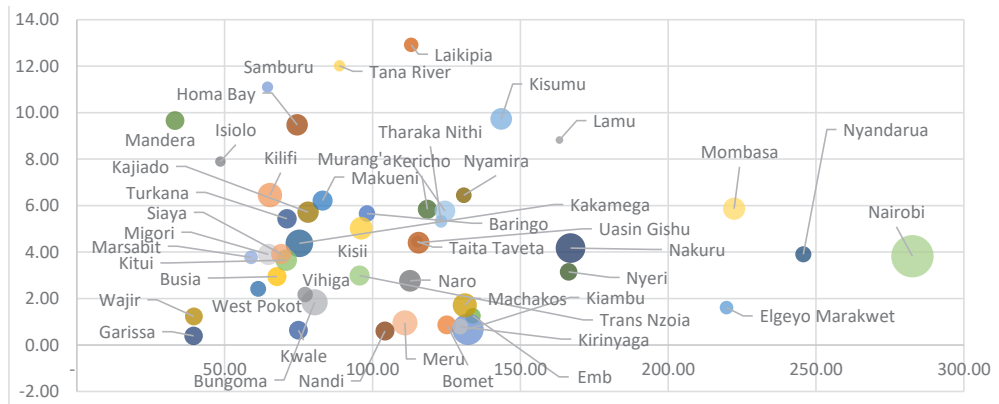 14.00
12.00
10.00
8.00
6.00
4.00
2.00
0.00
-2.00
Laikipia
Samburu
Tana River
Kisumu
Homa Bay
Lamu
Isiolo
Tharaka Nithi
Nyandarua
Mandera
Kilifi
Murang'a
Kericho
Nyamira
Mombasa
Kajiado
Makueni
Turkana
Kakamega
Nairobi
Siaya
Baringo
Uasin Gishu
Migori
Marsabit
Kisii
Taita Taveta
Nakuru
Kitui
Busia
Vihiga
Naro
Nyeri
Wajir
West Pokot
Machakos
Kiambu
Trans Nzoia
Elgeyo Marakwet
Garissa
Kirinyaga
Kwale
Meru
Bungoma
Nandi
Bomet
Emb
-
50.00
100.00
150.00
200.00
250.00
300.00